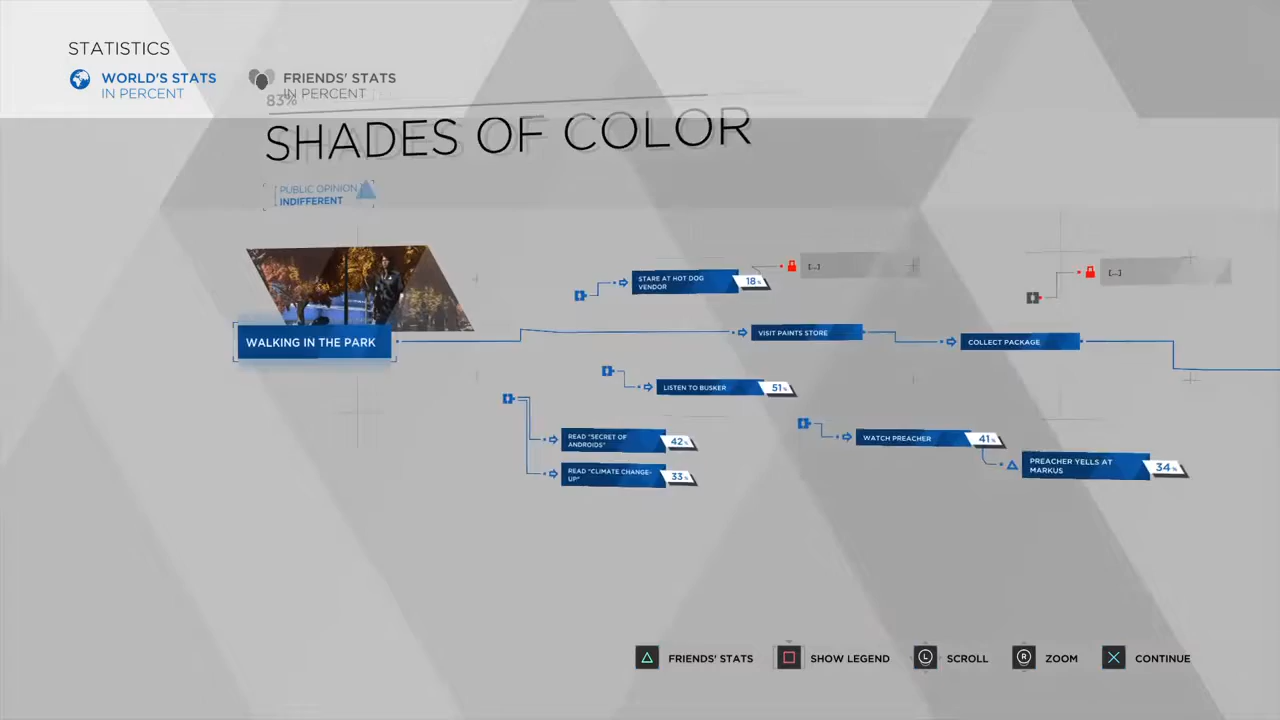 STATISTICS
WORLD'S STATS
IN PERCENT
FRIENDS' STATS
IN PERCENT
83%
SHADES OF COLOR
PUBLIC OPINION
INDIFFERENT
STARE AT HOT DOG
VENDOR
18%
[...]
[...]
WALKING IN THE PARK
VISIT PAINTS STORE
COLLECT PACKAGE
LISTEN TO BUSKER
51%
READ "SECRET OF
ANDROIDS"
42%
WATCH PREACHER
41%
READ "CLIMATE CHANGE-
UP"
33%
PREACHER YELLS AT
MARKUS
34%
FRIENDS' STATS
SHOW LEGEND
L
SCROLL
R
ZOOM
CONTINUE